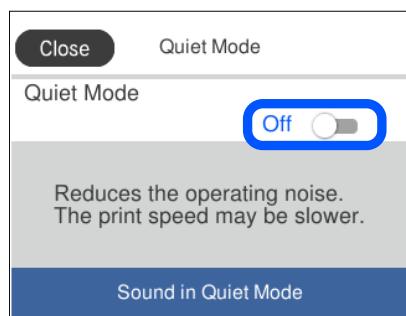 Close
Quiet Mode
Quiet Mode
Off
Reduces the operating noise.
The print speed may be slower.
Sound in Quiet Mode